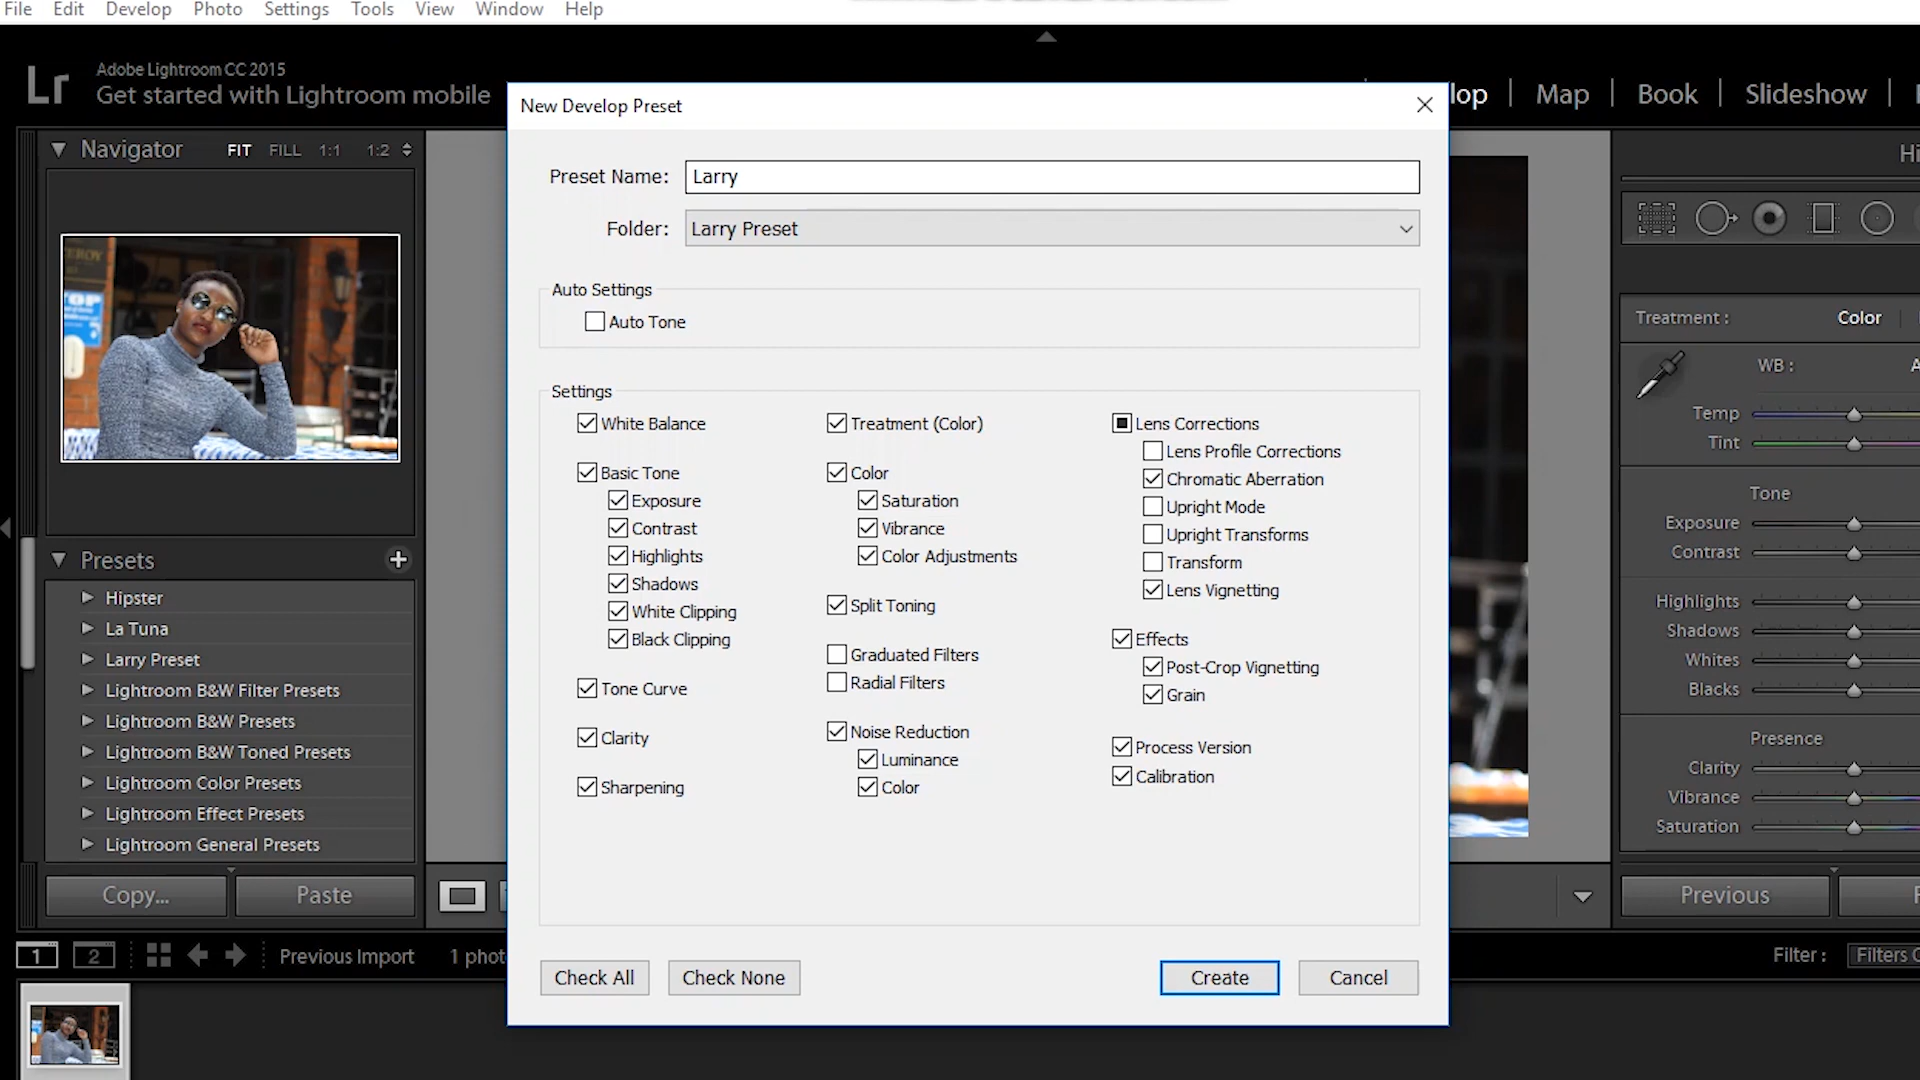 File Edit Develop Photo Settings Tools View Window Help
Lr
Adobe Lightroom CC 2015
Get started with Lightroom mobile
Map | Book | Slideshow |
Navigator FIT FILL 1:1 1:2
Presets +
Hipster
La Tuna
Larry Preset
Lightroom B&W Filter Presets
Lightroom B&W Presets
Lightroom B&W Toned Presets
Lightroom Color Presets
Lightroom Effect Presets
Lightroom General Presets
Copy... Paste
New Develop Preset
Preset Name: Larry
Folder: Larry Preset
Auto Settings
Auto Tone
Settings
White Balance
Basic Tone
Exposure
Contrast
Highlights
Shadows
White Clipping
Black Clipping
Tone Curve
Clarity
Sharpening
Treatment (Color)
Color
Saturation
Vibrance
Color Adjustments
Split Toning
Graduated Filters
Radial Filters
Noise Reduction
Luminance
Color
Lens Corrections
Lens Profile Corrections
Chromatic Aberration
Upright Mode
Upright Transforms
Transform
Lens Vignetting
Effects
Post-Crop Vignetting
Grain
Process Version
Calibration
Check All Check None Create Cancel
Treatment : Color
WB :
Temp
Tint
Tone
Exposure
Contrast
Highlights
Shadows
Whites
Blacks
Presence
Clarity
Vibrance
Saturation
Previous
1 2 Previous Import 1 phot
Filter : Filters